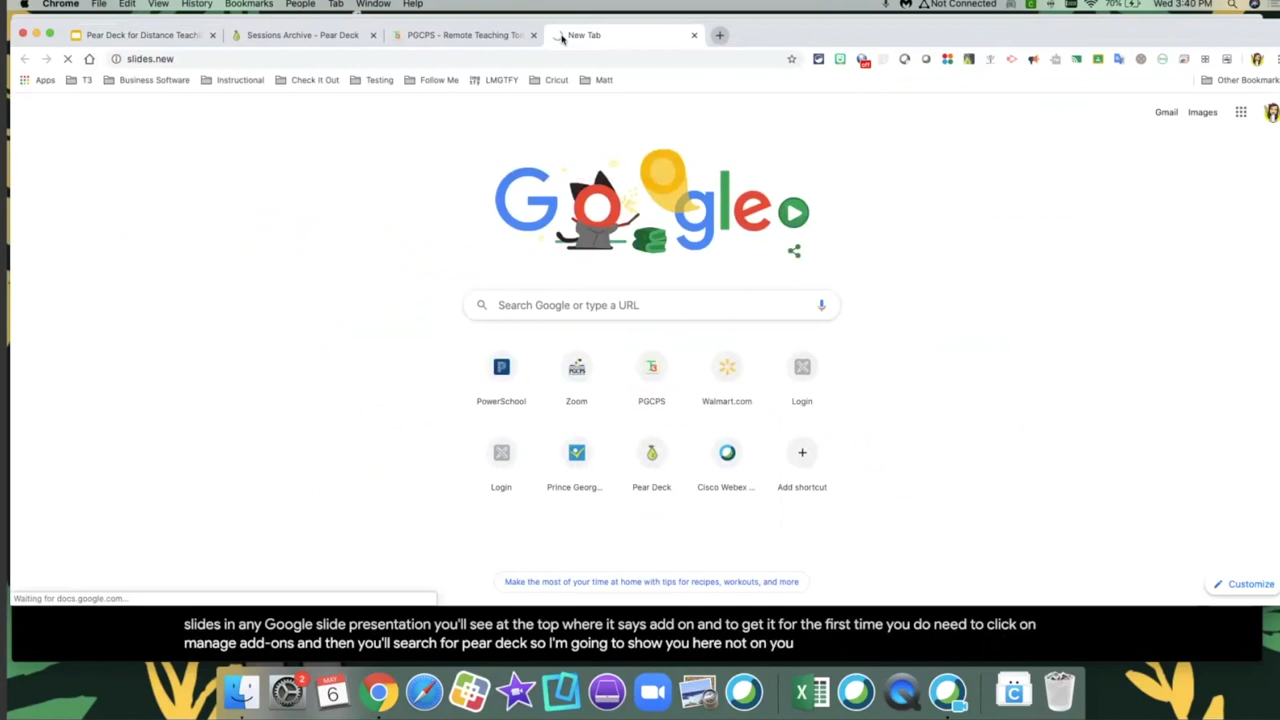 Chrome File Edit View History Bookmarks People Tab Window Help Not Connected 70% Wed 3:40 PM
Pear Deck for Distance Teachi Sessions Archive - Pear Deck PGCPS - Remote Teaching Too New Tab
slides.new
Apps T3 Business Software Instructional Check It Out Testing Follow Me LMGTFY Cricut Matt Other Bookmark
Gmail Images
Google
Search Google or type a URL
PowerSchool Zoom PGCPS Walmart.com Login
Login Prince Georg... Pear Deck Cisco Webex ... Add shortcut
Make the most of your time at home with tips for recipes, workouts, and more
Customize
Waiting for docs.google.com...
slides in any Google slide presentation you'll see at the top where it says add on and to get it for the first time you do need to click on
manage add-ons and then you'll search for pear deck so I'm going to show you here not on you
2
MAY
6